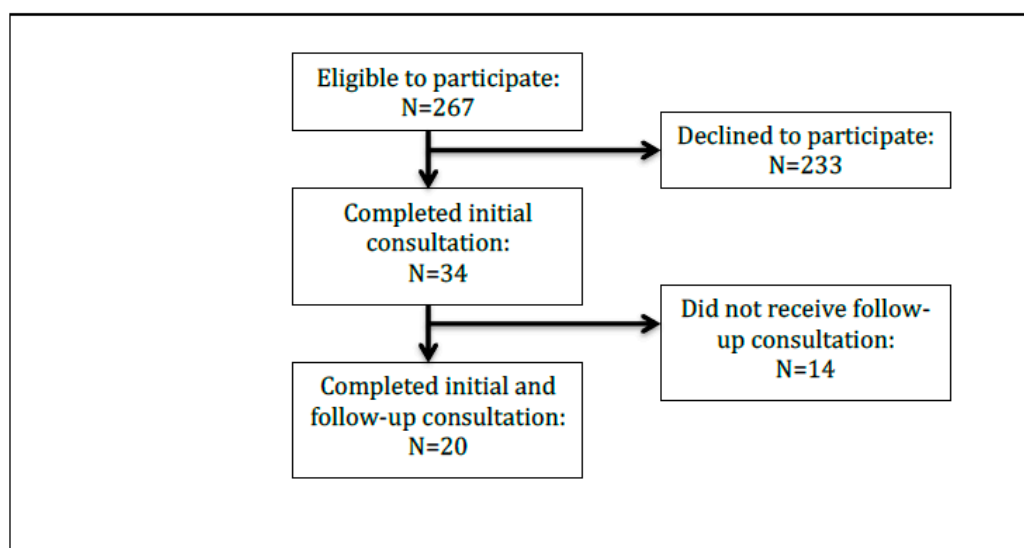 Eligible to participate:
N=267
Declined to participate:
N=233
Completed initial
consultation:
N=34
Did not receive follow-
up consultation:
N=14
Completed initial and
follow-up consultation:
N=20